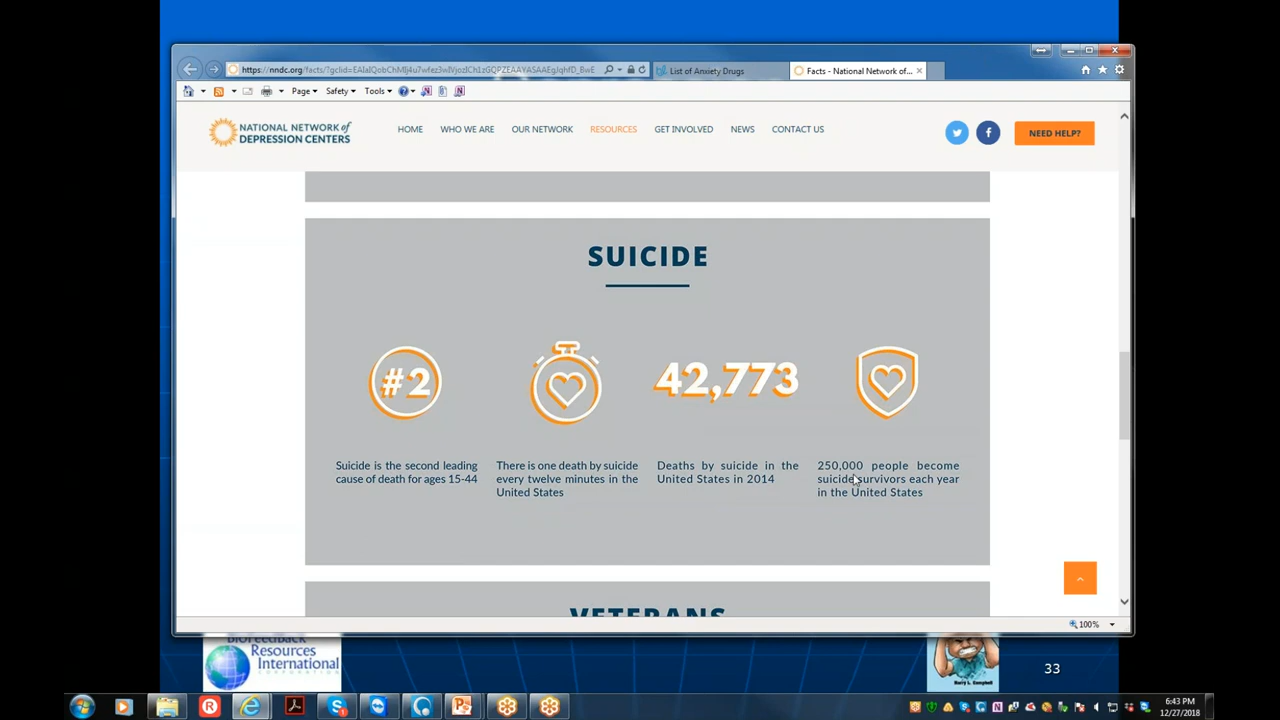 https://nndc.org/facts/?gclid=EAIaIQobChMIj4u7wfez3wIVjozICh1zGQPZEAAYASAAEgJqhfD_BwE
List of Anxiety Drugs
Facts - National Network of...
Page
Safety
Tools
NATIONAL NETWORK of
DEPRESSION CENTERS
HOME
WHO WE ARE
OUR NETWORK
RESOURCES
GET INVOLVED
NEWS
CONTACT US
NEED HELP?
SUICIDE
#2
42,773
Suicide is the second leading
cause of death for ages 15-44
There is one death by suicide
every twelve minutes in the
United States
Deaths by suicide in the
United States in 2014
250,000 people become
suicide survivors each year
in the United States
VETERANS
100%
BioFeedback
Resources
International
CORPORATION
Barry L. Campbell
33
6:43 PM
12/27/2018